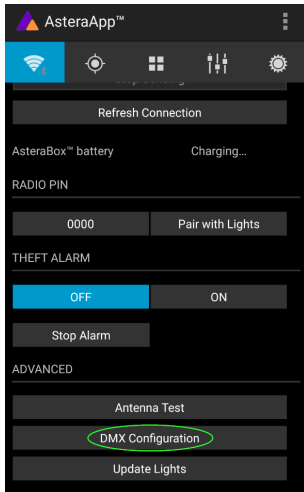 AsteraApp™
Refresh Connection
AsteraBox™ battery Charging...
RADIO PIN
0000 Pair with Lights
THEFT ALARM
OFF ON
Stop Alarm
ADVANCED
Antenna Test
DMX Configuration
Update Lights